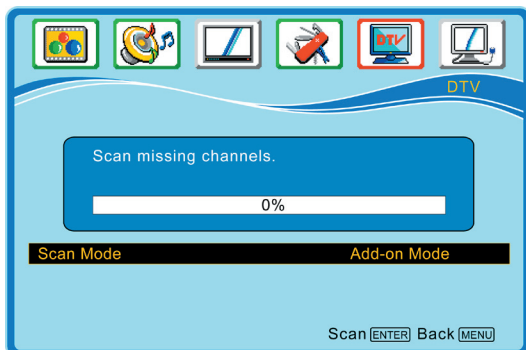 DTV
DTV
Scan missing channels.
0%
Scan Mode Add-on Mode
Scan ENTER Back MENU